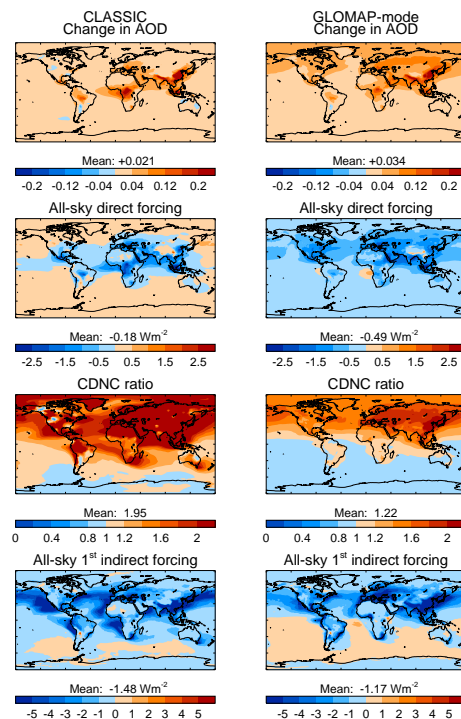 CLASSIC
Change in AOD
GLOMAP-mode
Change in AOD
Mean: +0.021
Mean: +0.034
-0.2 -0.12 -0.04 0.04 0.12 0.2
-0.2 -0.12 -0.04 0.04 0.12 0.2
All-sky direct forcing
All-sky direct forcing
Mean: -0.18 Wm-2
Mean: -0.49 Wm-2
-2.5 -1.5 -0.5 0.5 1.5 2.5
-2.5 -1.5 -0.5 0.5 1.5 2.5
CDNC ratio
CDNC ratio
Mean: 1.95
Mean: 1.22
0 0.4 0.8 1 1.2 1.6 2
0 0.4 0.8 1 1.2 1.6 2
All-sky 1st indirect forcing
All-sky 1st indirect forcing
Mean: -1.48 Wm-2
Mean: -1.17 Wm-2
-5 -4 -3 -2 -1 0 1 2 3 4 5
-5 -4 -3 -2 -1 0 1 2 3 4 5